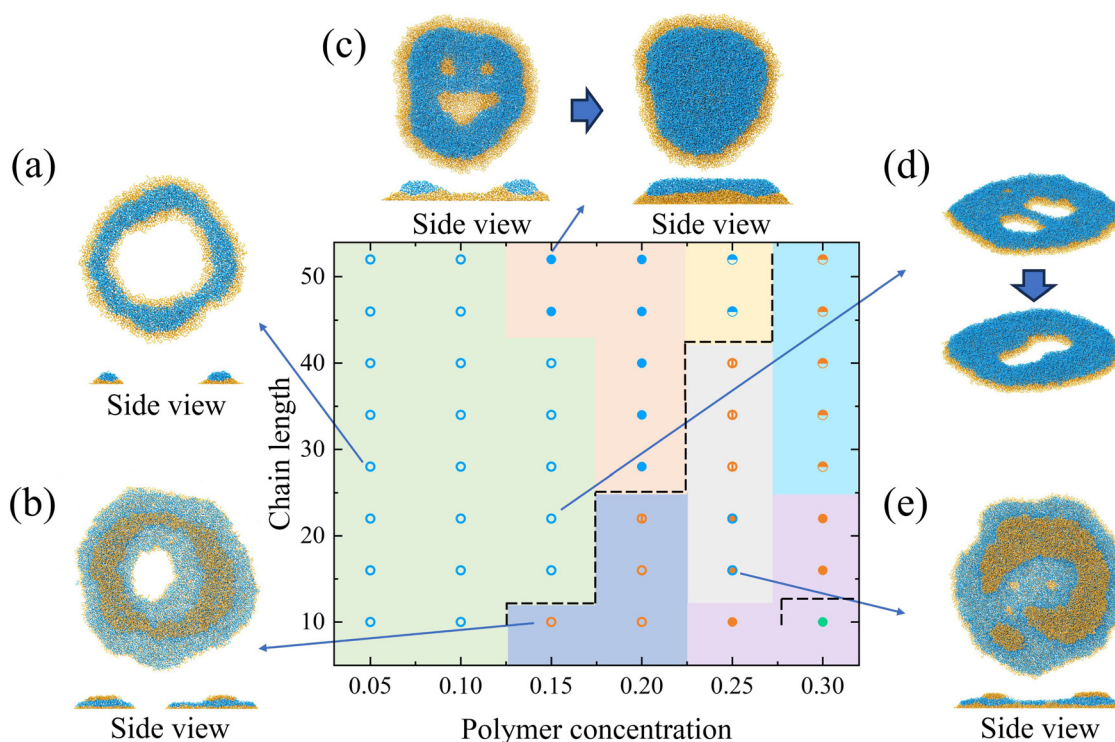 (c)
Side view
Side view
(a)
Side view
(d)
(b)
Side view
(e)
Side view
Chain length
50
40
30
20
10
0.05 0.10 0.15 0.20 0.25 0.30
Polymer concentration